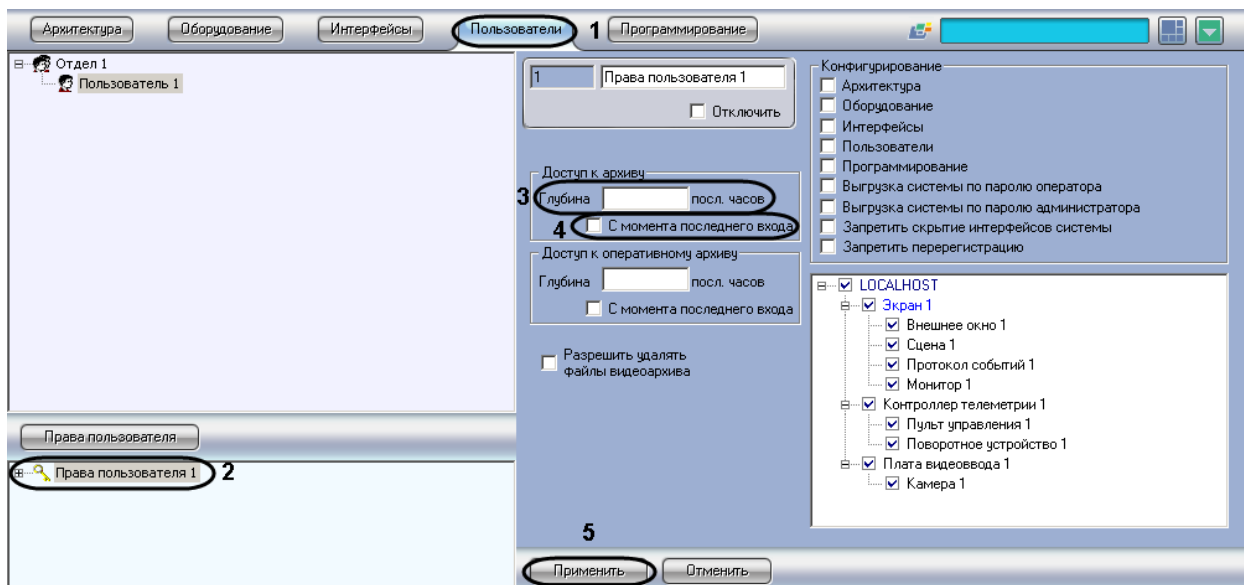 Архитектура Оборудование Интерфейсы Пользователи 1 Программирование
Отдел 1
Пользователь 1
Права пользователя
Права пользователя 1 2
1 Права пользователя 1
Отключить
Доступ к архиву
3 Глубина посл. часов
4 С момента последнего входа
Доступ к оперативному архиву
Глубина посл. часов
С момента последнего входа
Разрешить удалять
файлы видеоархива
Конфигурирование
Архитектура
Оборудование
Интерфейсы
Пользователи
Программирование
Выгрузка системы по паролю оператора
Выгрузка системы по паролю администратора
Запретить скрытие интерфейсов системы
Запретить перерегистрацию
LOCALHOST
Экран 1
Внешнее окно 1
Сцена 1
Протокол событий 1
Монитор 1
Контроллер телеметрии 1
Пульт управления 1
Поворотное устройство 1
Плата видеоввода 1
Камера 1
5
Применить Отменить